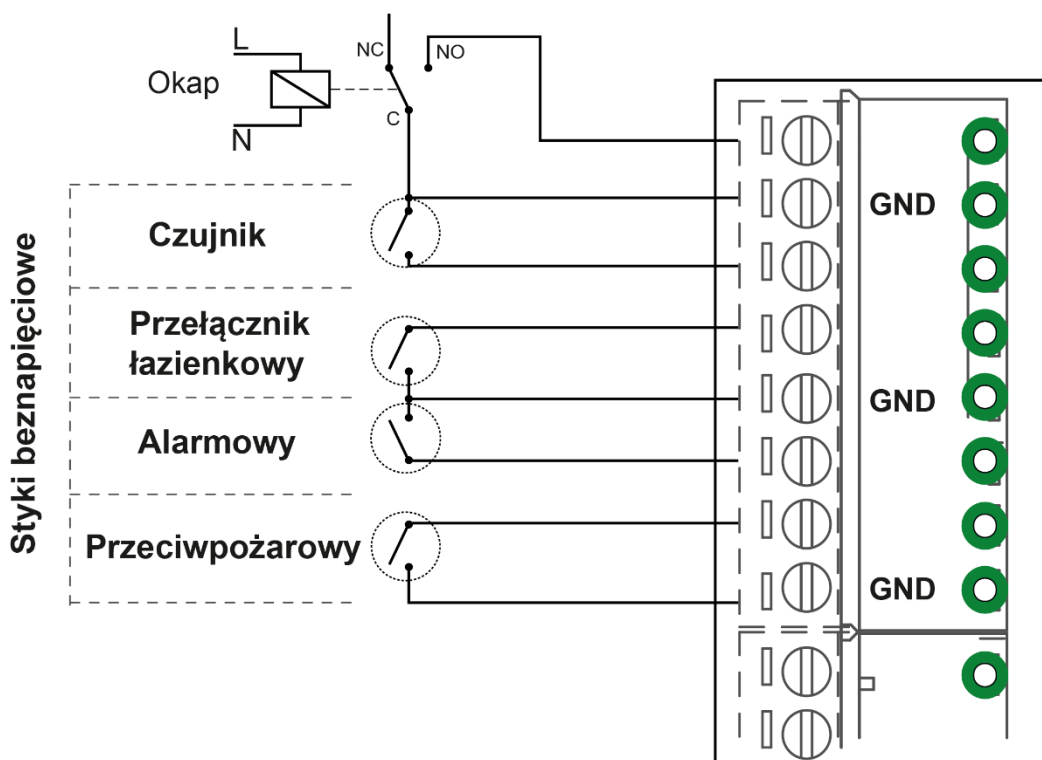 L
NC
NO
Okap
C
N
GND
Czujnik
Styki beznapięciowe
Przełącznik
łazienkowy
GND
Alarmowy
Przeciwpożarowy
GND